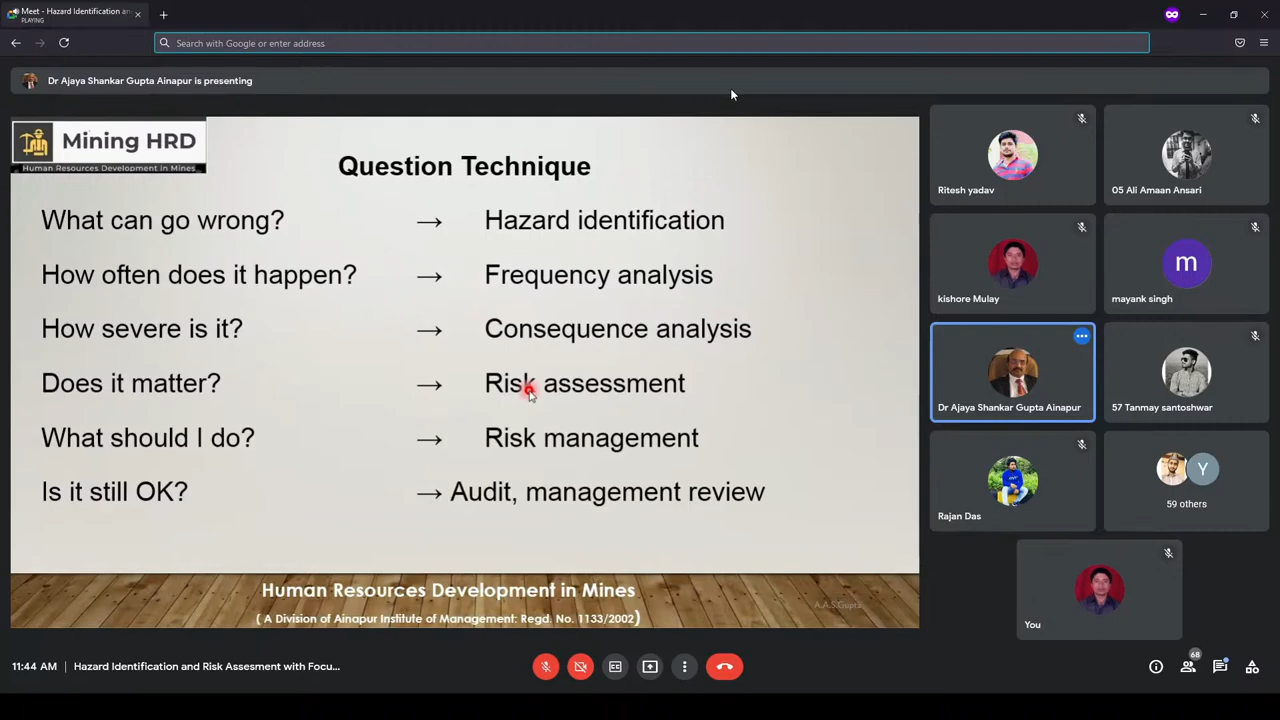 Meet - Hazard Identification an
PLAYING
Search with Google or enter address
Dr Ajaya Shankar Gupta Ainapur is presenting
Mining HRD
Human Resources Development in Mines
Question Technique
What can go wrong? → Hazard identification
How often does it happen? → Frequency analysis
How severe is it? → Consequence analysis
Does it matter? → Risk assessment
What should I do? → Risk management
Is it still OK? → Audit, management review
Human Resources Development in Mines
( A Division of Ainapur Institute of Management: Regd. No. 1133/2002)
A.A.S.Gupta
Ritesh yadav
05 Ali Amaan Ansari
kishore Mulay
m
mayank singh
Dr Ajaya Shankar Gupta Ainapur
57 Tanmay santoshwar
Rajan Das
Y
59 others
You
11:44 AM | Hazard Identification and Risk Assesment with Focu...
68